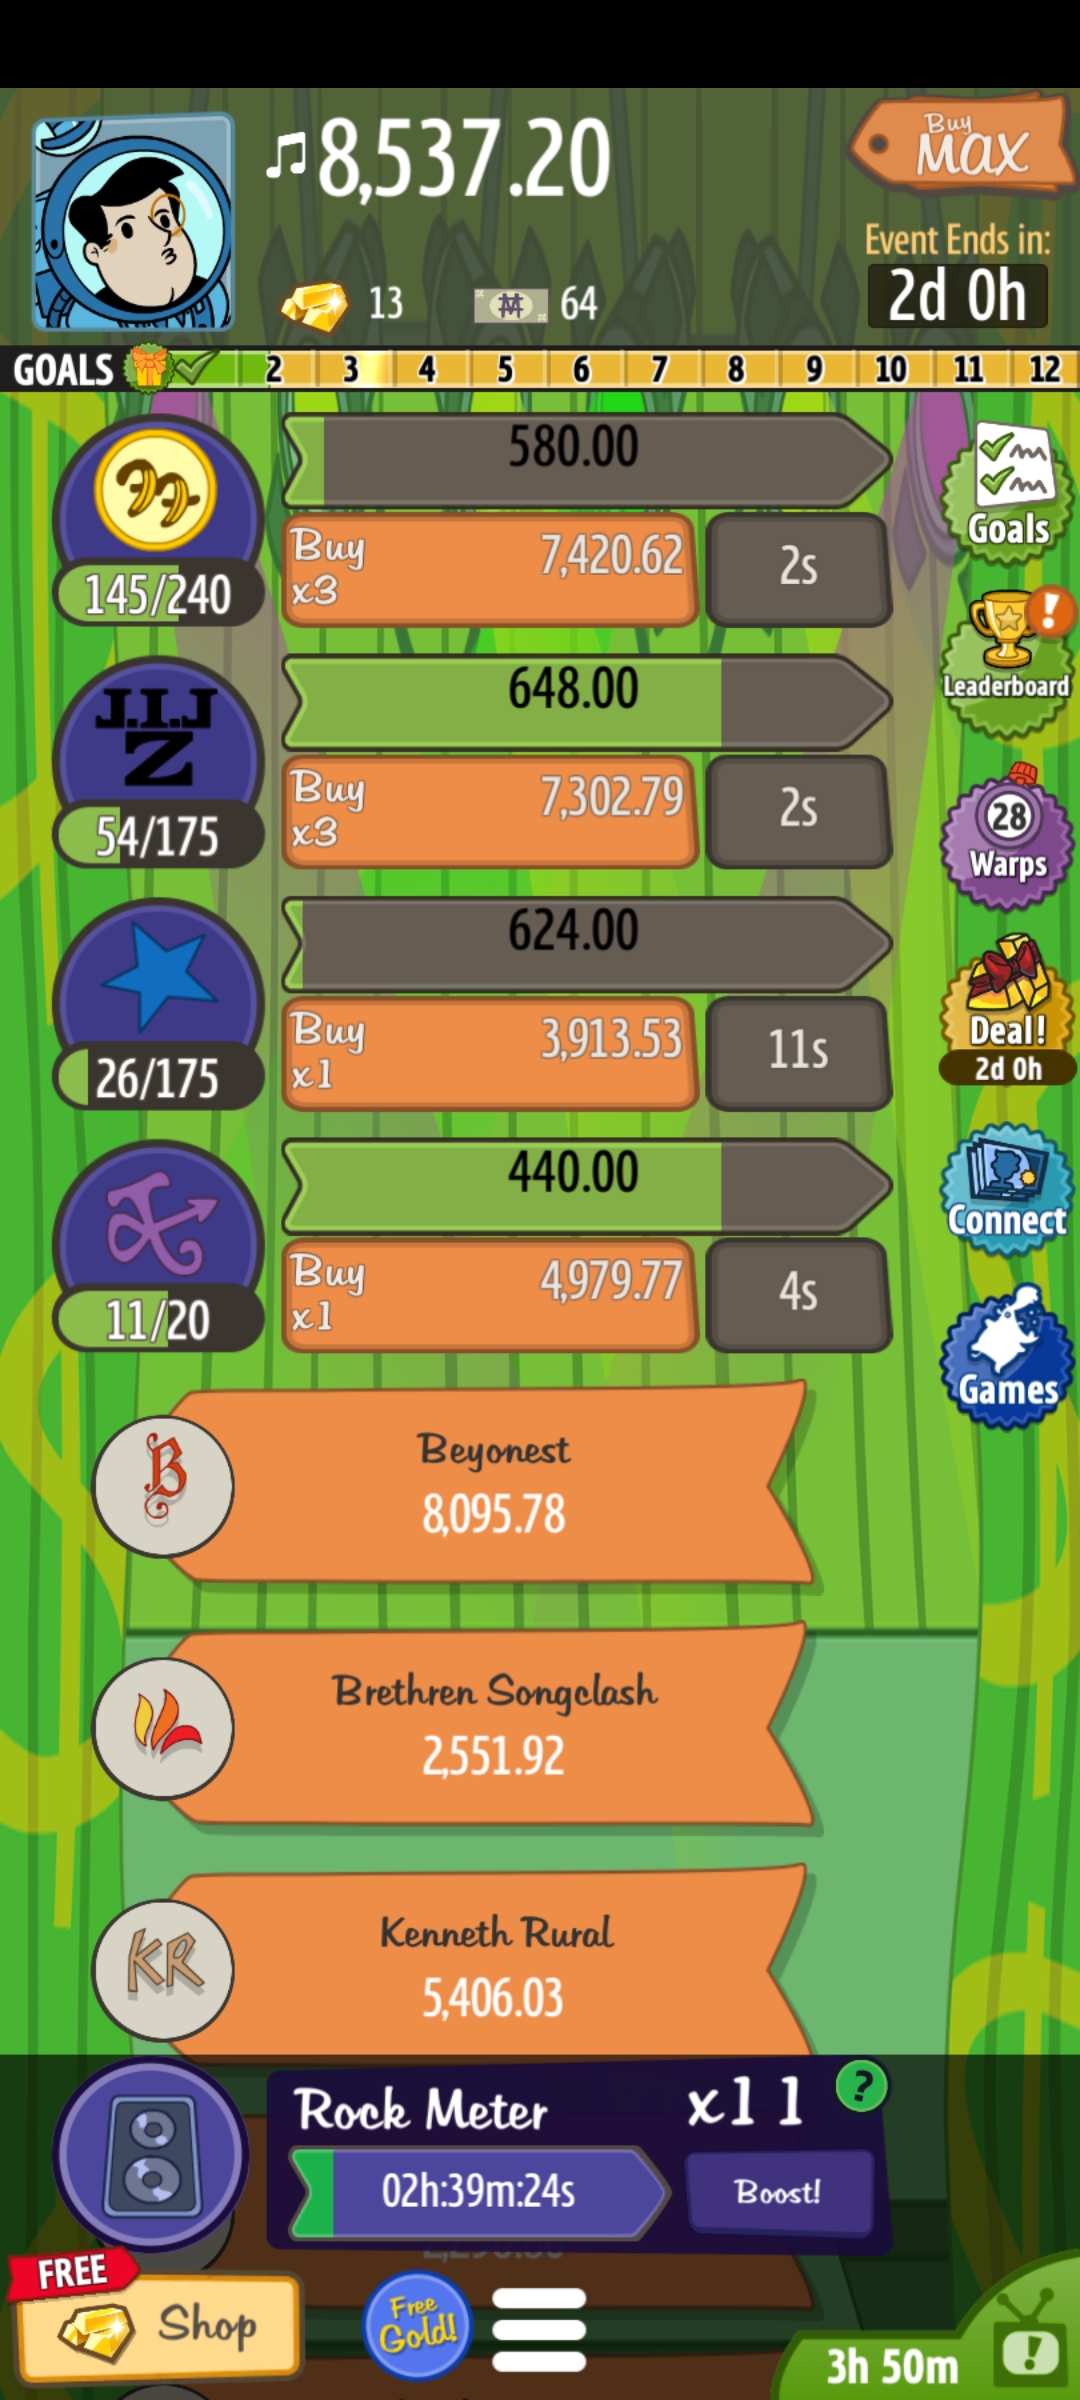 8,537.20
Buy
MAX
13
64
Event Ends in:
2d 0h
GOALS 2 3 4 5 6 7 8 9 10 11 12
580.00
Buy
x3
7,420.62
2s
145/240
Goals
J.I.J
Z
648.00
Buy
x3
7,302.79
2s
54/175
Leaderboard
624.00
Buy
x1
3,913.53
11s
26/175
28
Warps
Deal!
2d 0h
440.00
Buy
x1
4,979.77
4s
11/20
Connect
Games
B
Beyonest
8,095.78
Brethren Songclash
2,551.92
KR
Kenneth Rural
5,406.03
Rock Meter
x11
?
02h:39m:24s
Boost!
FREE
Shop
Free
Gold!
3h 50m